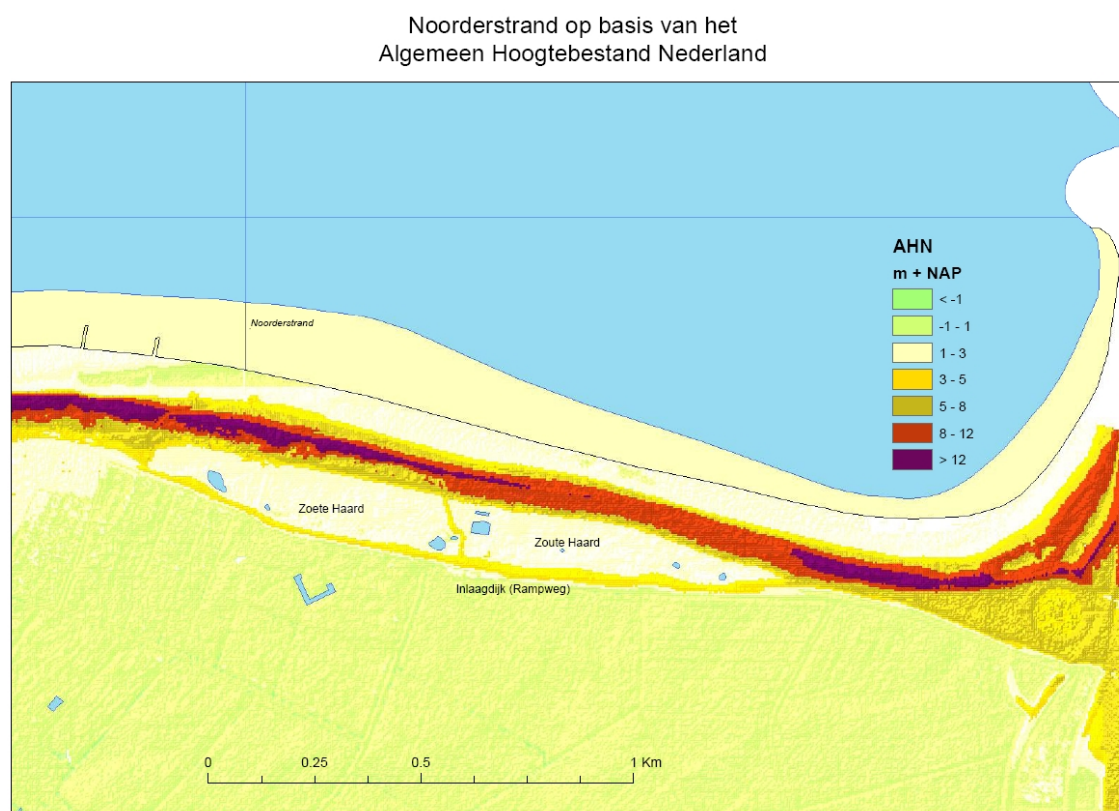 Noorderstrand op basis van het
Algemeen Hoogtebestand Nederland
Noorderstrand
AHN
m + NAP
< -1
-1 - 1
1 - 3
3 - 5
5 - 8
8 - 12
> 12
Zoete Haard
Zoute Haard
Inlaagdijk (Rampweg)
0 0.25 0.5 1 Km